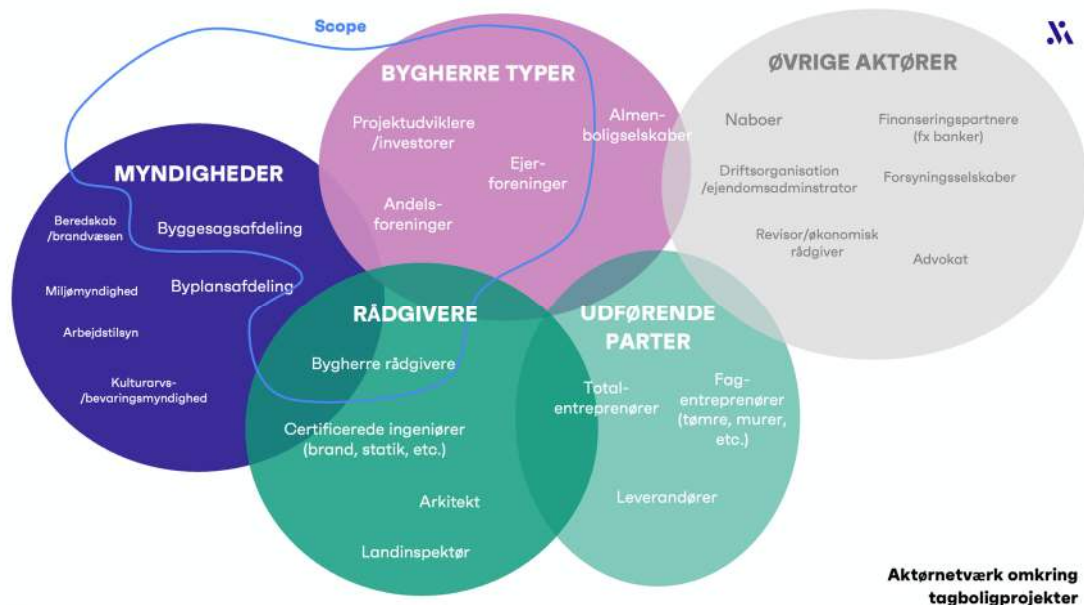 Scope
BYGHERRE TYPER
Projektudviklere
/investorer
Ejer-
foreninger
Almen-
boligselskaber
Andels-
foreninger
ØVRIGE AKTØRER
Naboer
Finanseringspartnere
(fx banker)
Driftsorganisation
/ejendomsadminstrator
Forsyningsselskaber
Revisor/økonomisk
rådgiver
Advokat
MYNDIGHEDER
Beredskab
/brandvæsen
Byggesagsafdeling
Miljømyndighed
Byplansafdeling
Arbejdstilsyn
Kulturarvs-
/bevaringsmyndighed
RÅDGIVERE
Bygherre rådgivere
Certificerede ingeniører
(brand, statik, etc.)
Arkitekt
Landinspektør
UDFØRENDE
PARTER
Total-
entreprenører
Fag-
entreprenører
(tømre, murer,
etc.)
Leverandører
Aktørnetværk omkring
tagboligprojekter